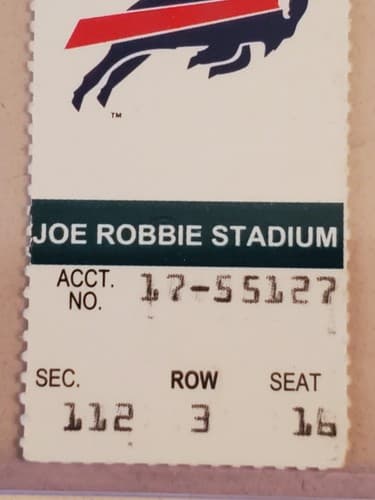 TM
JOE ROBBIE STADIUM
ACCT. NO. 17-55127
SEC. ROW SEAT
112 3 16